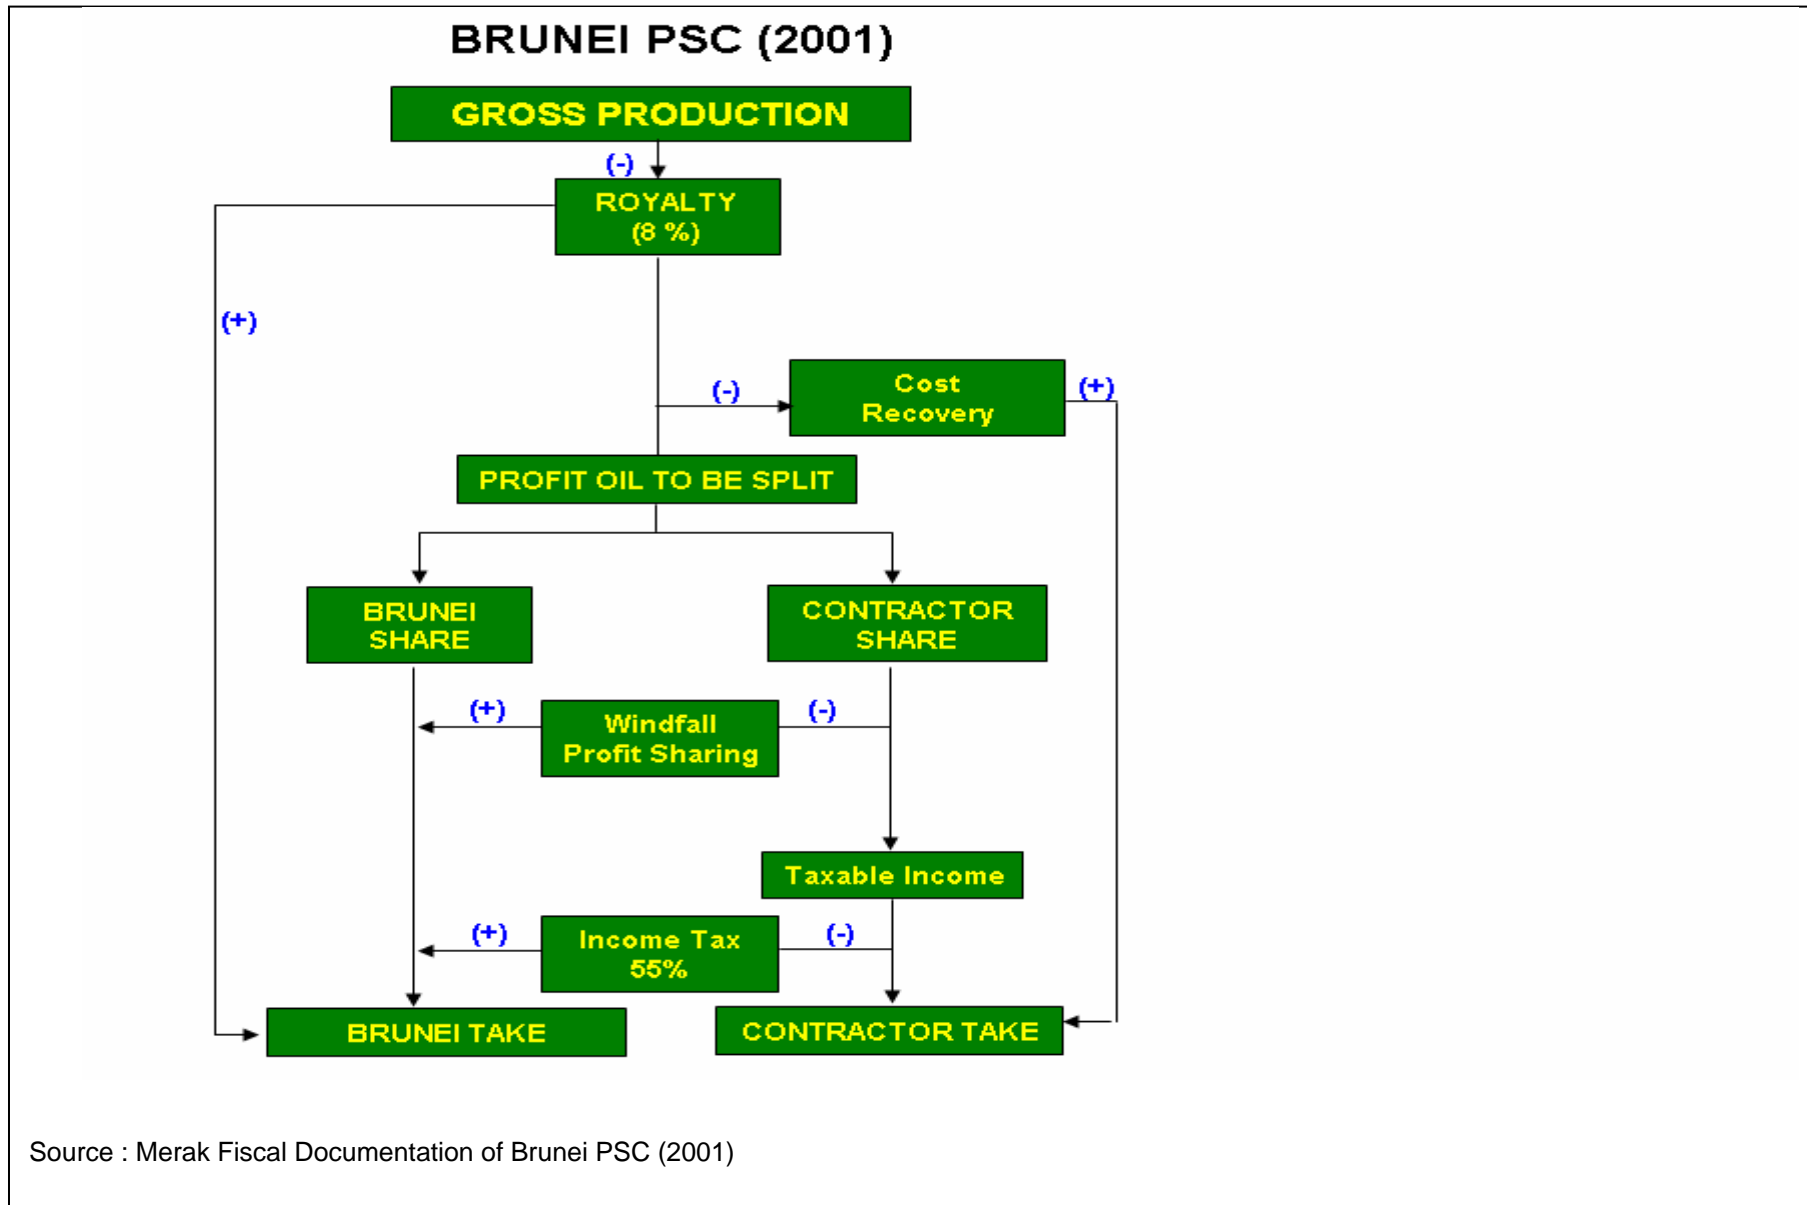 BRUNEI PSC (2001)
GROSS PRODUCTION
(-)
ROYALTY
(8 %)
(+)
(-)
Cost
Recovery
(+)
PROFIT OIL TO BE SPLIT
BRUNEI
SHARE
CONTRACTOR
SHARE
(+)
Windfall
Profit Sharing
(-)
Taxable Income
(+)
Income Tax
55%
(-)
BRUNEI TAKE
CONTRACTOR TAKE
Source : Merak Fiscal Documentation of Brunei PSC (2001)